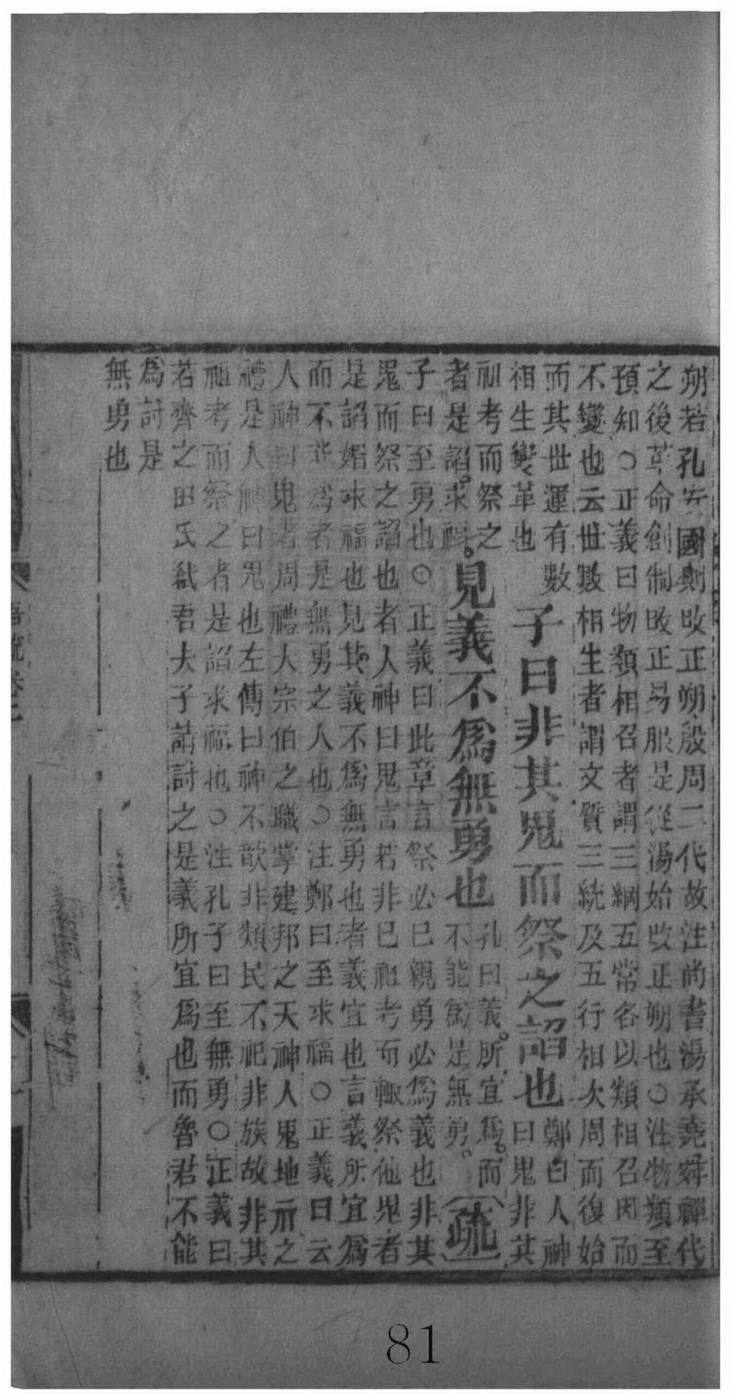 朔若孔安國則改正朔殷周二代故注尚書湯承堯舜禪代
之後革命創制改正易服是從湯始改正朔也○注物類至
預知○正義曰物類相召者謂三綱五常各以類相召因而
不變也云世數相生者謂文質三統及五行相次周而復始
而其世運有數
相生變革也
子曰非其鬼而祭之諂也
鄭曰人神
曰鬼非其
祖考而祭之
者是諂求福
見義不爲無勇也
孔曰義所宜爲而
不能爲是無勇
疏
子曰至勇也○正義曰此章言祭必已親勇必爲義也非其
鬼而祭之諂也者人神曰鬼言若非已祖考而輙祭他鬼者
是諂媚求福也見其義不爲無勇也者義宜也言義所宜爲
而不能爲者是無勇之人也○注鄭曰至求福○正義曰云
人神曰鬼者周禮大宗伯之職掌建邦之天神人鬼地示之
禮是人神曰鬼也左傳曰神不歆非類民不祀非族故非其
祖考而祭之者是諂求福也○注孔子曰至無勇○正義曰
若齊之田氏弑君夫子請討之是義所宜爲也而魯君不能
爲討是
無勇也
81